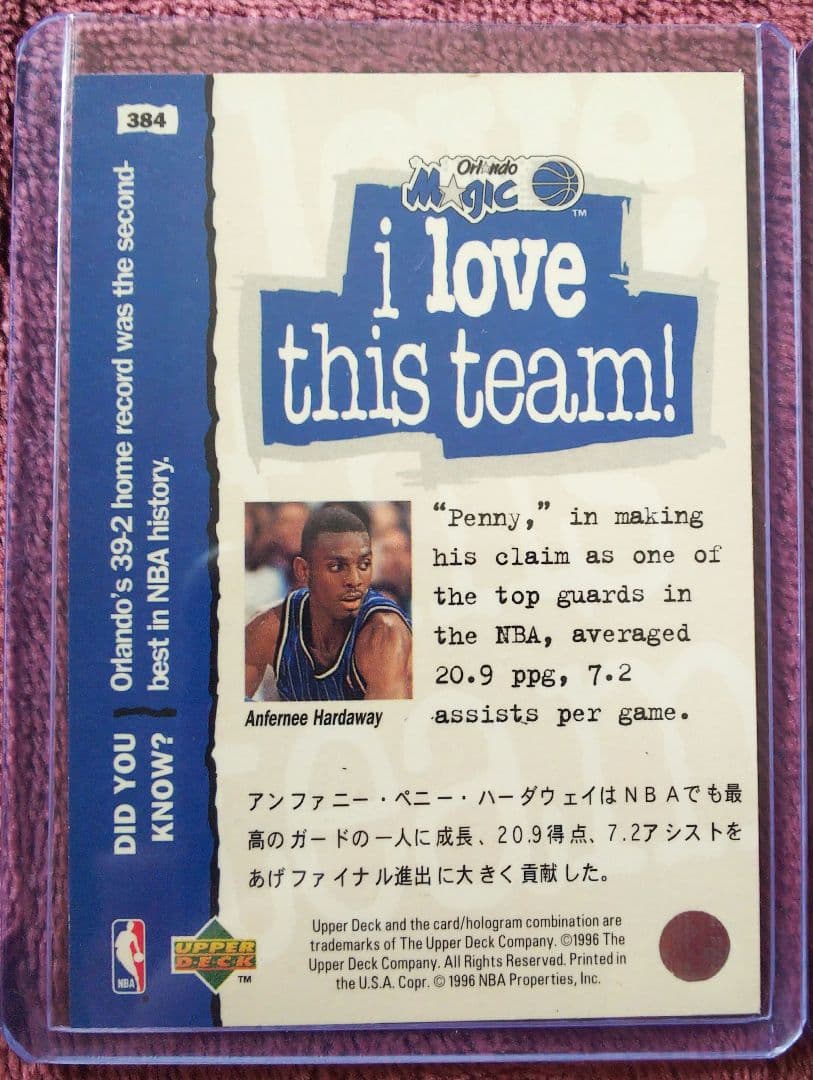 384
Orlando Magic TM
i love
this team!
"Penny," in making
his claim as one of
the top guards in
the NBA, averaged
20.9 ppg, 7.2
assists per game.
Anfernee Hardaway
アンファニー・ペニー・ハーダウェイはNBAでも最
高のガードの一人に成長、20.9得点、7.2アシストを
あげファイナル進出に大きく貢献した。
DID YOU
KNOW?
Orlando's 39-2 home record was the second-
best in NBA history.
NBA
UPPER
DECK
TM
Upper Deck and the card/hologram combination are
trademarks of The Upper Deck Company. ©1996 The
Upper Deck Company. All Rights Reserved. Printed in
the U.S.A. Copr. © 1996 NBA Properties, Inc.